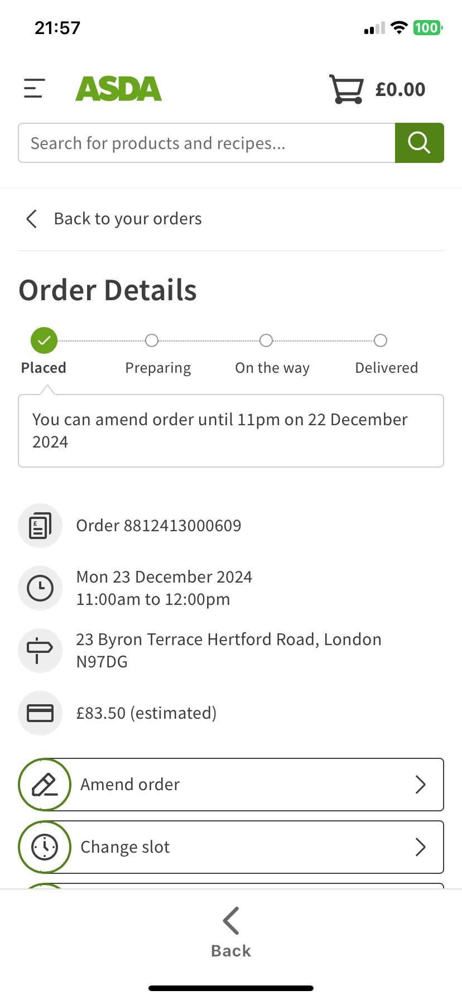 21:57
100
ASDA
£0.00
Search for products and recipes...
Back to your orders
Order Details
Placed
Preparing
On the way
Delivered
You can amend order until 11pm on 22 December
2024
£
Order 8812413000609
Mon 23 December 2024
11:00am to 12:00pm
23 Byron Terrace Hertford Road, London
N97DG
£83.50 (estimated)
Amend order
Change slot
Back